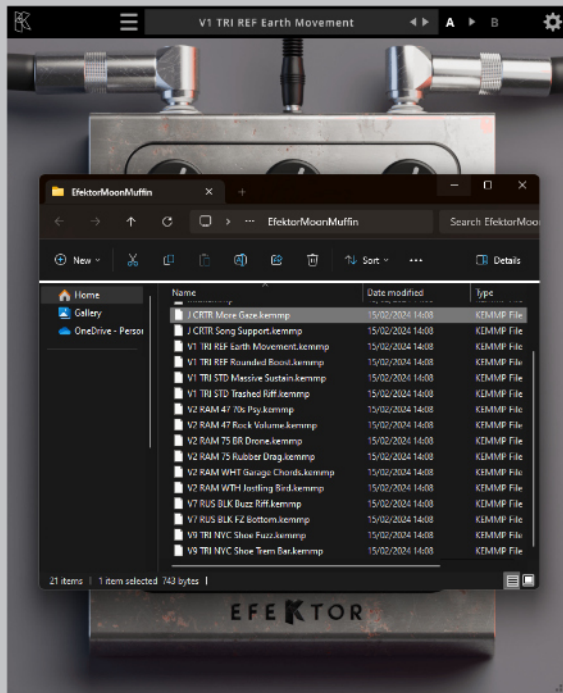 V1 TRI REF Earth Movement
A
B
EfektorMoonMuffin
EfektorMoonMuffin
Search EfektorMoo
New
Sort
Details
Home
Gallery
OneDrive - Person
Name
Date modified
Type
J CRTR More Gaze.kemmp 15/02/2024 14:08 KEMMP File
J CRTR Song Support.kemmp 15/02/2024 14:08 KEMMP File
V1 TRI REF Earth Movement.kemmp 15/02/2024 14:08 KEMMP File
V1 TRI REF Rounded Boost.kemmp 15/02/2024 14:08 KEMMP File
V1 TRI STD Massive Sustain.kemmp 15/02/2024 14:08 KEMMP File
V1 TRI STD Trashed Riff.kemmp 15/02/2024 14:08 KEMMP File
V2 RAM 47 70s Psy.kemmp 15/02/2024 14:08 KEMMP File
V2 RAM 47 Rock Volume.kemmp 15/02/2024 14:08 KEMMP File
V2 RAM 75 BR Drone.kemmp 15/02/2024 14:08 KEMMP File
V2 RAM 75 Rubber Drag.kemmp 15/02/2024 14:08 KEMMP File
V2 RAM WHT Garage Chords.kemmp 15/02/2024 14:08 KEMMP File
V2 RAM WTH Jostling Bird.kemmp 15/02/2024 14:08 KEMMP File
V7 RUS BLK Buzz Riff.kemmp 15/02/2024 14:08 KEMMP File
V7 RUS BLK FZ Bottom.kemmp 15/02/2024 14:08 KEMMP File
V9 TRI NYC Shoe Fuzz.kemmp 15/02/2024 14:08 KEMMP File
V9 TRI NYC Shoe Trem Bar.kemmp 15/02/2024 14:08 KEMMP File
21 items
1 item selected 743 bytes
EFEKTOR